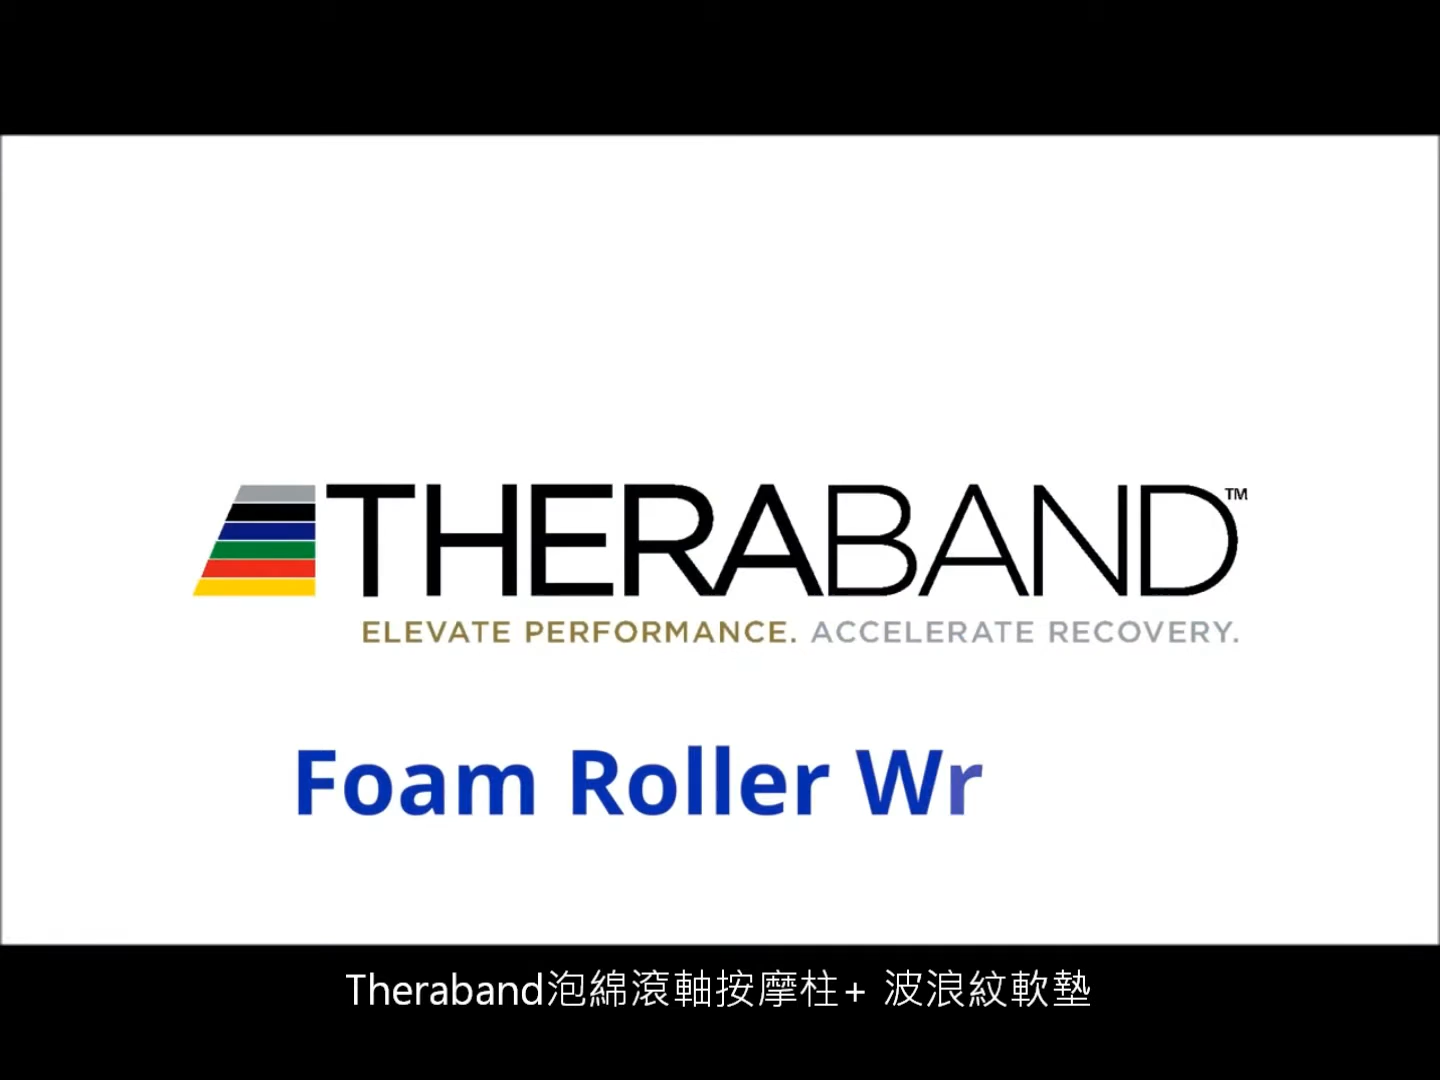 THERABAND™
ELEVATE PERFORMANCE. ACCELERATE RECOVERY.
Foam Roller Wr
Theraband泡綿滾軸按摩柱+ 波浪紋軟墊